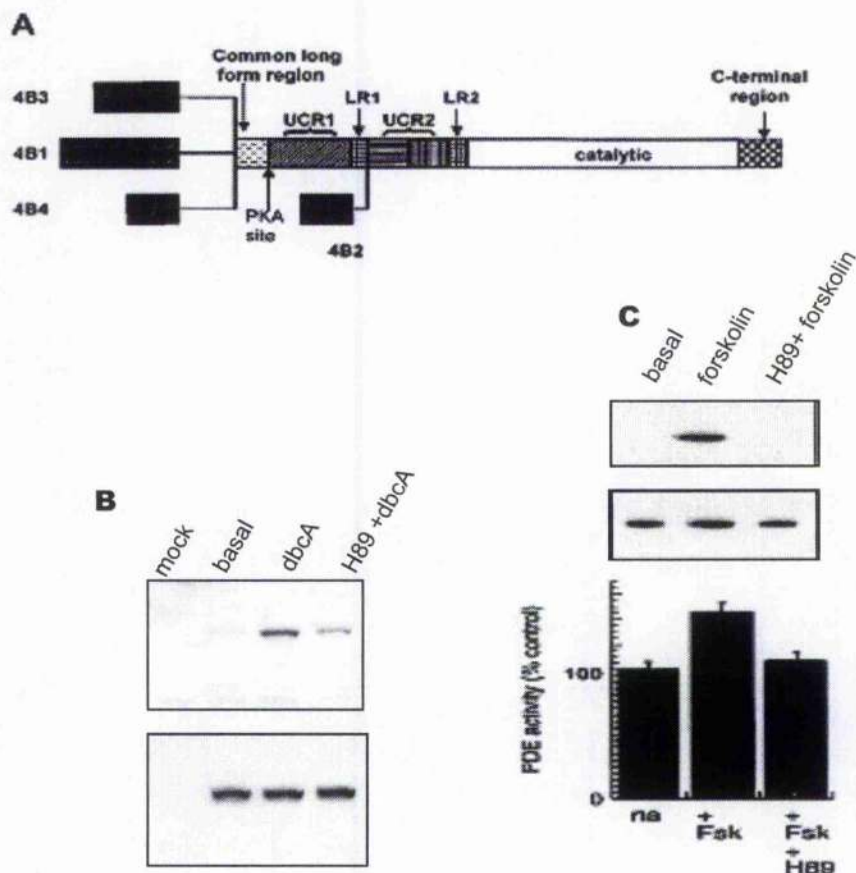 A
Common long
form region
C-terminal
region
4B3
LR1
LR2
UCR1
UCR2
4B1
catalytic
4B4
PKA
site
4B2
C
basal
forskolin
H89+ forskolin
B
mock
basal
dbcA
H89 +dbcA
PDE activity (% control)
100
0
na
+
Fsk
+
Fsk
+
H89